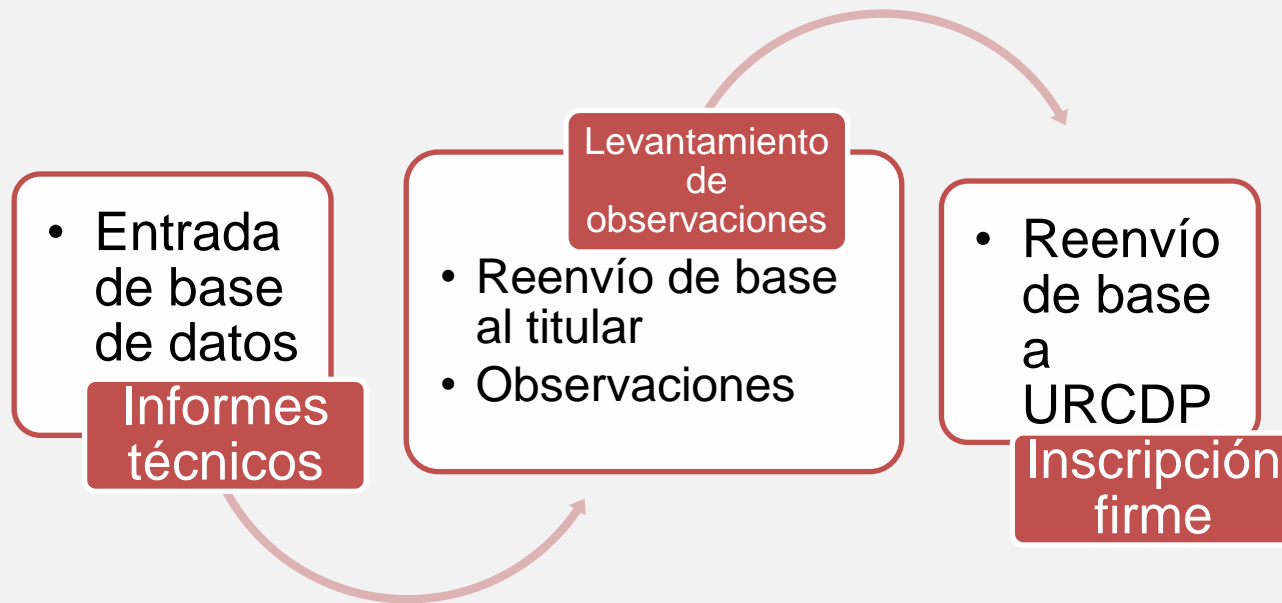 • Entrada
de base
de datos
Informes
técnicos
Levantamiento
de
observaciones
• Reenvío de base
al titular
• Observaciones
• Reenvío
de base
a
URCDP
Inscripción
firme